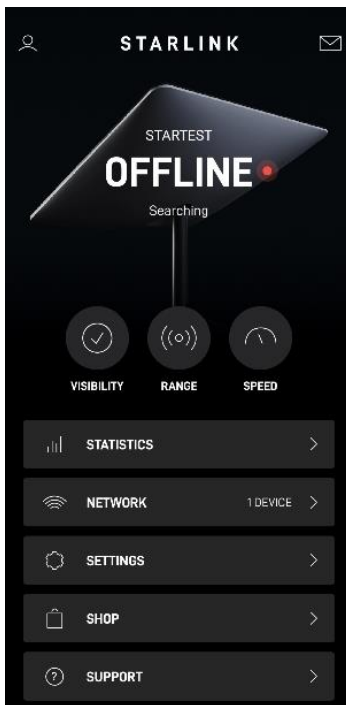 STARLINK
STARTEST
OFFLINE
Searching
VISIBILITY RANGE SPEED
STATISTICS
NETWORK 1 DEVICE
SETTINGS
SHOP
? SUPPORT